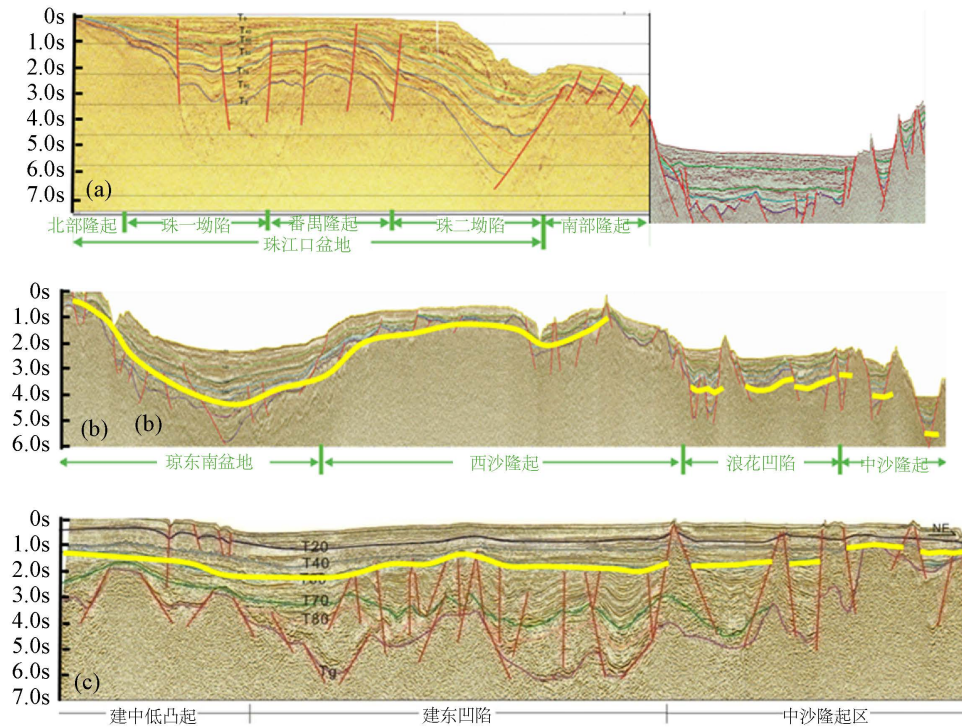 0s
1.0s
2.0s
3.0s
4.0s
5.0s
6.0s
7.0s
(a)
北部隆起 珠一坳陷 番禺隆起 珠二坳陷 南部隆起
珠江口盆地
0s
1.0s
2.0s
3.0s
4.0s
5.0s
6.0s
(b) (b)
琼东南盆地 西沙隆起 浪花凹陷 中沙隆起
0s
1.0s
2.0s
3.0s
4.0s
5.0s
6.0s
7.0s
NE
T20
T40
T70
T80
Tg
(c)
建中低凸起 建东凹陷 中沙隆起区